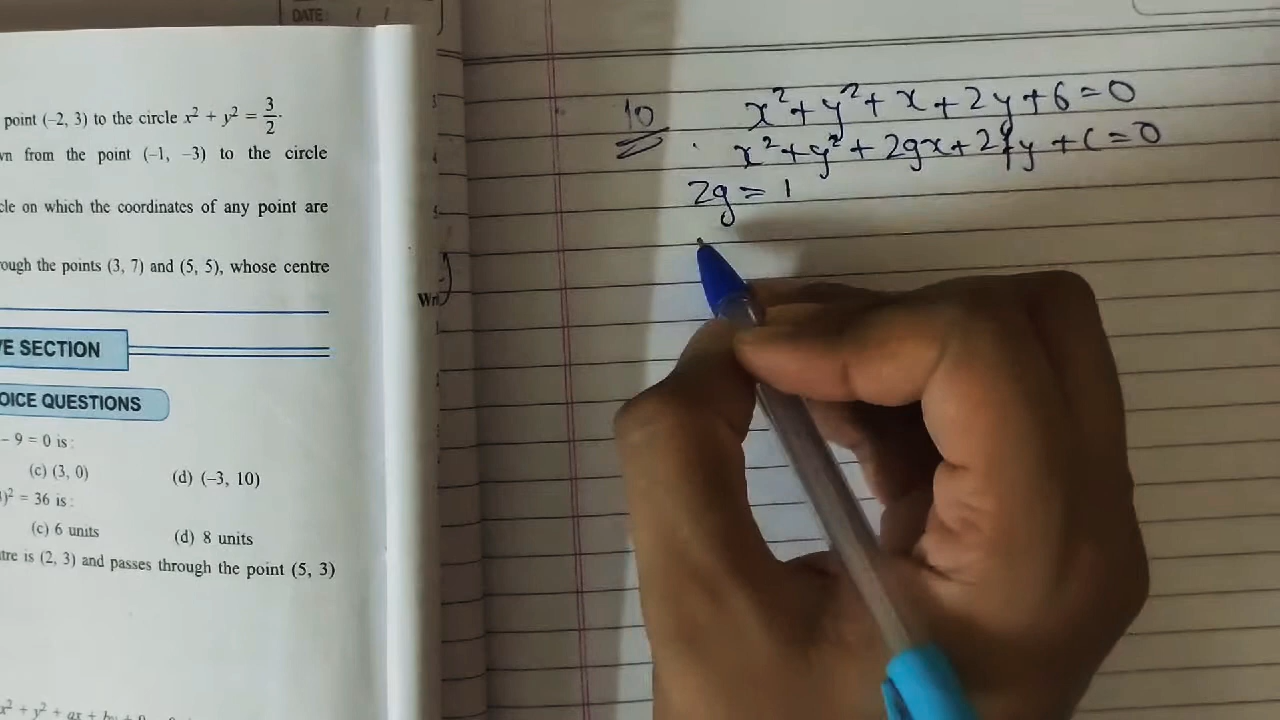 DATE: / /
point (-2, 3) to the circle x² + y² = 3/2.
wn from the point (-1, -3) to the circle
cle on which the coordinates of any point are
ough the points (3, 7) and (5, 5), whose centre
E SECTION
OICE QUESTIONS
- 9 = 0 is :
(c) (3, 0) (d) (-3, 10)
)² = 36 is :
(c) 6 units (d) 8 units
tre is (2, 3) and passes through the point (5, 3)
10
x² + y² + x + 2y + 6 = 0
x² + y² + 2gx + 2fy + c = 0
2g = 1